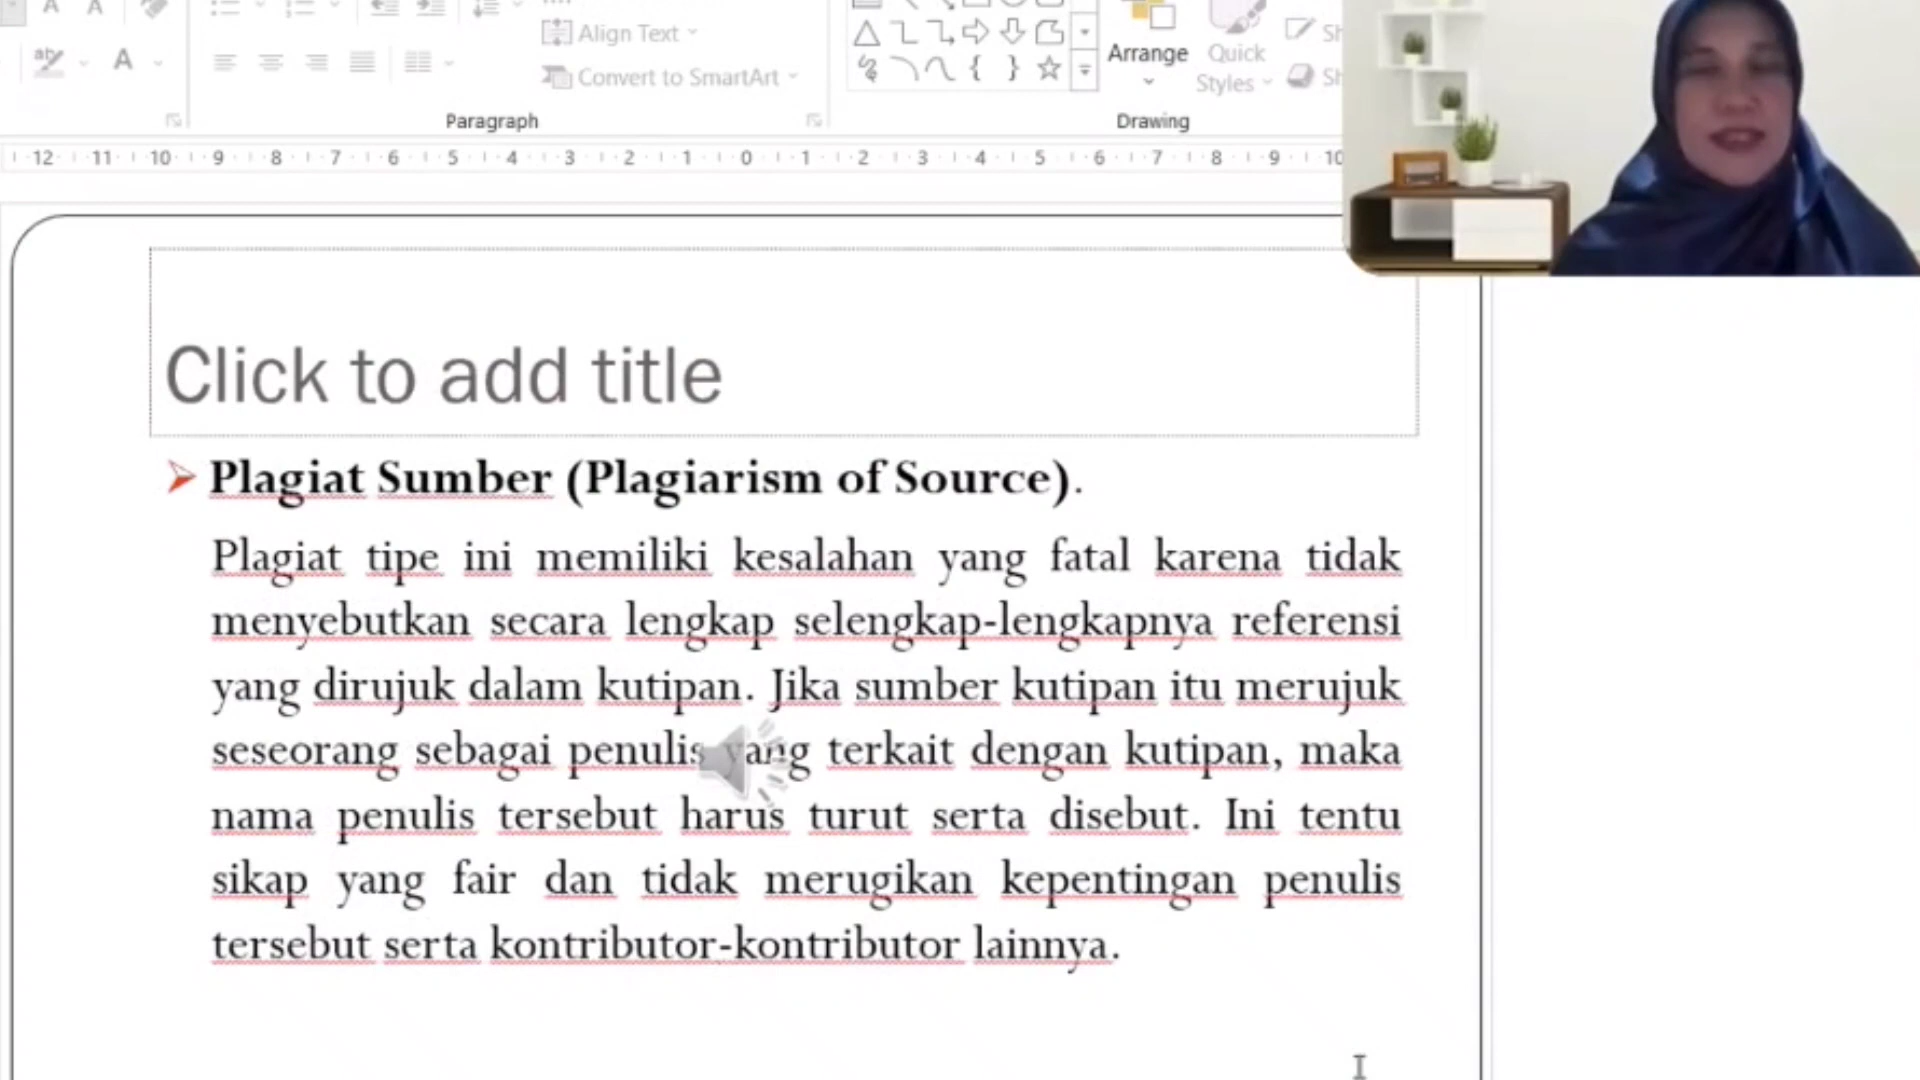 A A
Align Text
Arrange
Quick
Styles
Convert to SmartArt
Paragraph
Drawing
12 11 10 9 8 7 6 5 4 3 2 1 0 1 2 3 4 5 6 7 8 9 10
Click to add title
Plagiat Sumber (Plagiarism of Source).
Plagiat tipe ini memiliki kesalahan yang fatal karena tidak
menyebutkan secara lengkap selengkap-lengkapnya referensi
yang dirujuk dalam kutipan. Jika sumber kutipan itu merujuk
seseorang sebagai penulis yang terkait dengan kutipan, maka
nama penulis tersebut harus turut serta disebut. Ini tentu
sikap yang fair dan tidak merugikan kepentingan penulis
tersebut serta kontributor-kontributor lainnya.